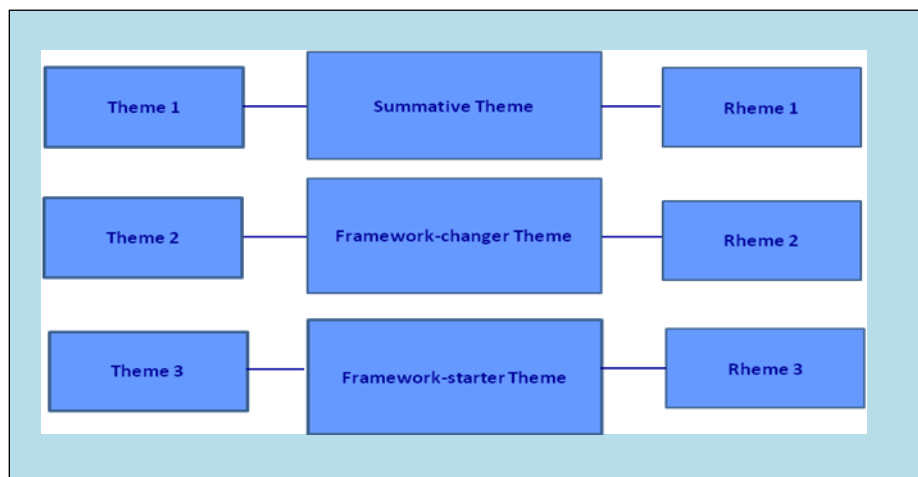 Theme 1
Summative Theme
Rheme 1
Theme 2
Framework-changer Theme
Rheme 2
Theme 3
Framework-starter Theme
Rheme 3